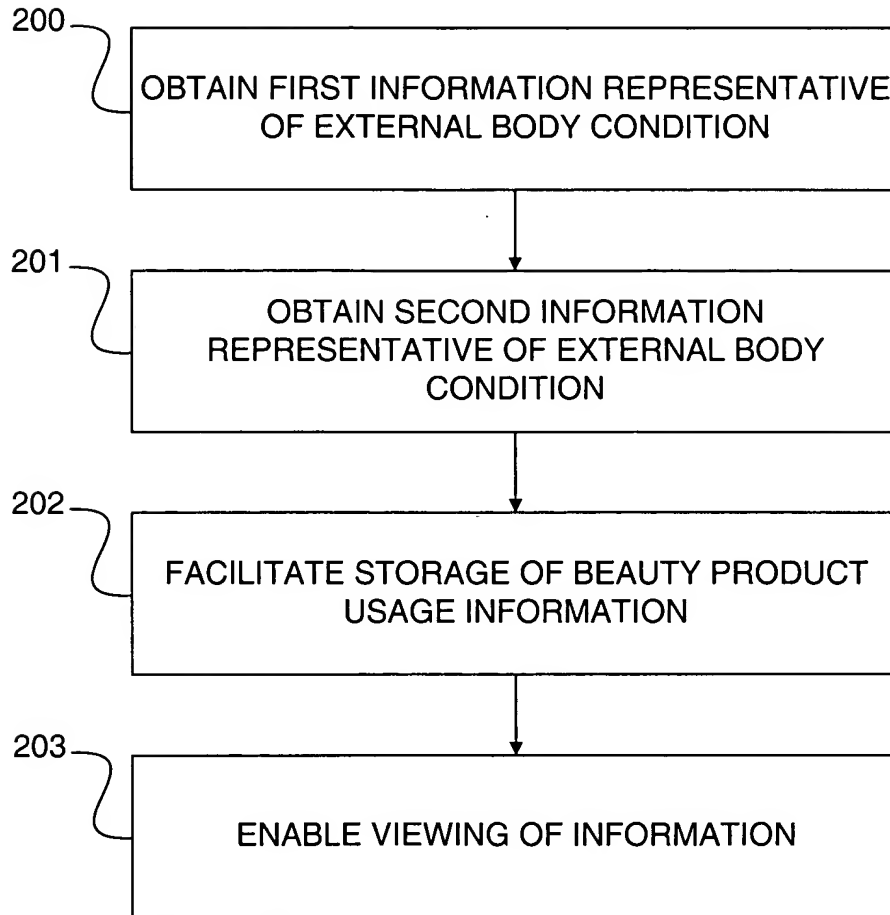 200
OBTAIN FIRST INFORMATION REPRESENTATIVE
OF EXTERNAL BODY CONDITION
201
OBTAIN SECOND INFORMATION
REPRESENTATIVE OF EXTERNAL BODY
CONDITION
202
FACILITATE STORAGE OF BEAUTY PRODUCT
USAGE INFORMATION
203
ENABLE VIEWING OF INFORMATION